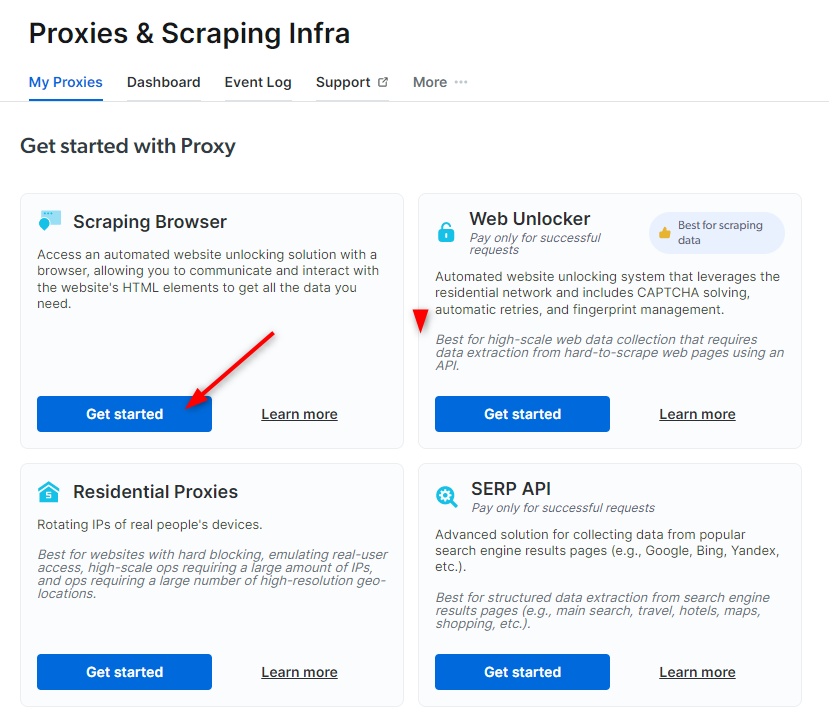 Proxies & Scraping Infra
My Proxies Dashboard Event Log Support More
Get started with Proxy
Scraping Browser
Access an automated website unlocking solution with a
browser, allowing you to communicate and interact with
the website's HTML elements to get all the data you
need.
Get started Learn more
Web Unlocker
Pay only for successful
requests
Best for scraping
data
Automated website unlocking system that leverages the
residential network and includes CAPTCHA solving,
automatic retries, and fingerprint management.
Best for high-scale web data collection that requires
data extraction from hard-to-scrape web pages using an
API.
Get started Learn more
Residential Proxies
Rotating IPs of real people's devices.
Best for websites with hard blocking, emulating real-user
access, high-scale ops requiring a large amount of IPs,
and ops requiring a large number of high-resolution geo-
locations.
Get started Learn more
SERP API
Pay only for successful requests
Advanced solution for collecting data from popular
search engine results pages (e.g., Google, Bing, Yandex,
etc.).
Best for structured data extraction from search engine
results pages (e.g., main search, travel, hotels, maps,
shopping, etc.).
Get started Learn more